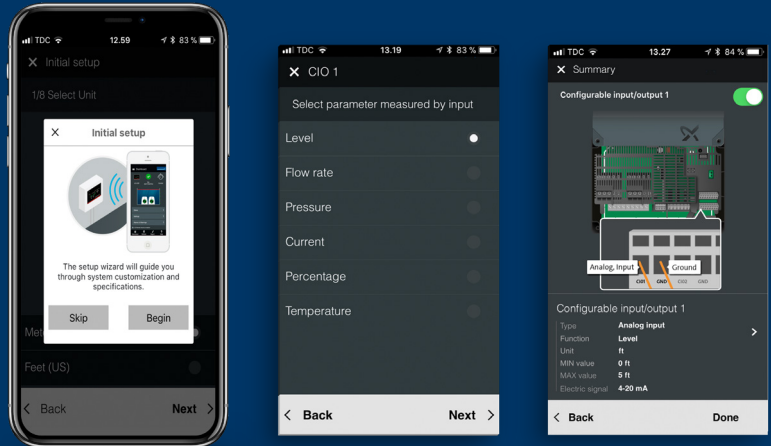 TDC 12.59 83 %
Initial setup
1/8 Select Unit
Initial setup
The setup wizard will guide you
through system customization and
specifications.
Skip Begin
Met
Feet (US)
Back Next
TDC 13.19 83 %
CIO 1
Select parameter measured by input
Level
Flow rate
Pressure
Current
Percentage
Temperature
Back Next
TDC 13.27 84 %
Summary
Configurable input/output 1
Analog, Input Ground
CIO1 GND CIO2 GND
Configurable input/output 1
Type Analog input
Function Level
Unit ft
MIN value 0 ft
MAX value 5 ft
Electric signal 4-20 mA
Back Done